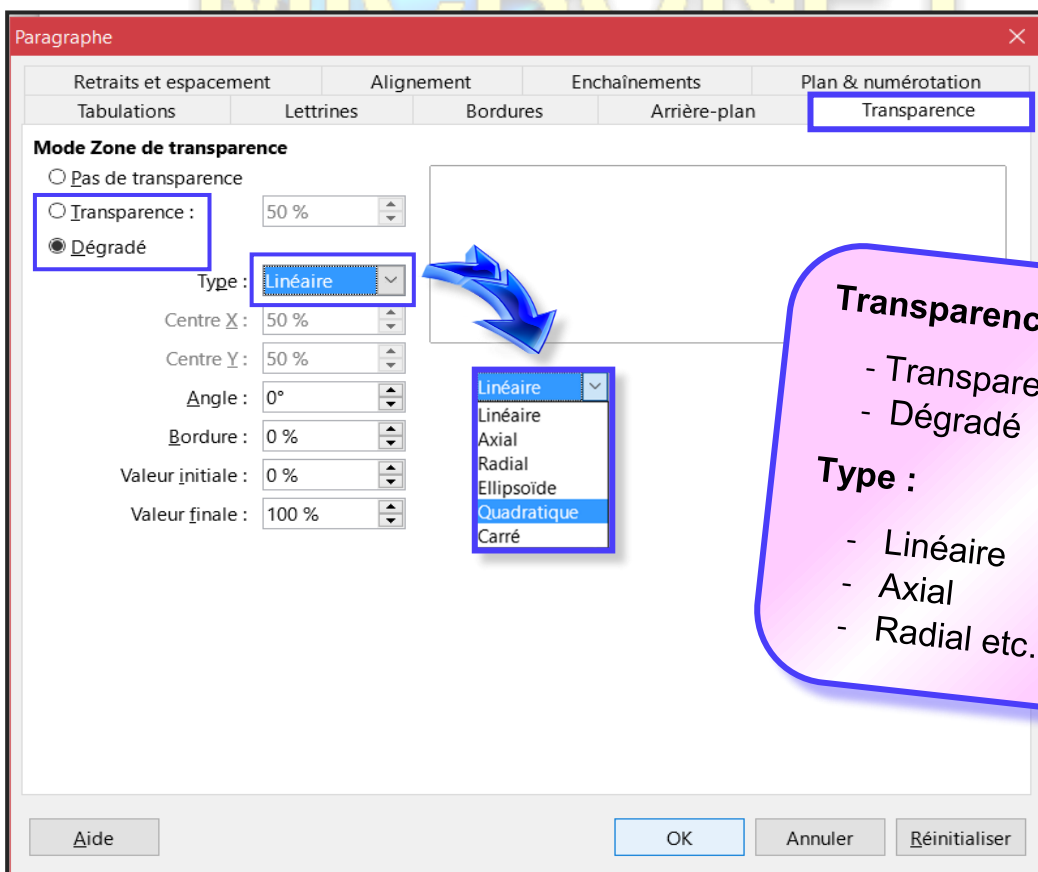 Paragraphe
Retraits et espacement Alignement Enchaînements Plan & numérotation
Tabulations Lettrines Bordures Arrière-plan Transparence
Mode Zone de transparence
Pas de transparence
Transparence : 50 %
Dégradé
Type : Linéaire
Centre X : 50 %
Centre Y : 50 %
Angle : 0°
Bordure : 0 %
Valeur initiale : 0 %
Valeur finale : 100 %
Linéaire
Linéaire
Axial
Radial
Ellipsoïde
Quadratique
Carré
Transparenc
- Transpare
- Dégradé
Type :
- Linéaire
- Axial
- Radial etc.
Aide OK Annuler Réinitialiser